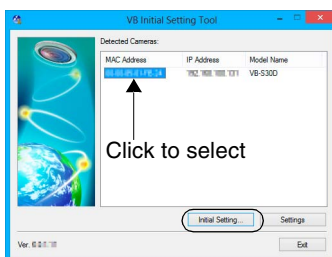 VB Initial Setting Tool
Detected Cameras:
MAC Address IP Address Model Name
VB-S30D
Click to select
Initial Setting... Settings
Ver. Exit